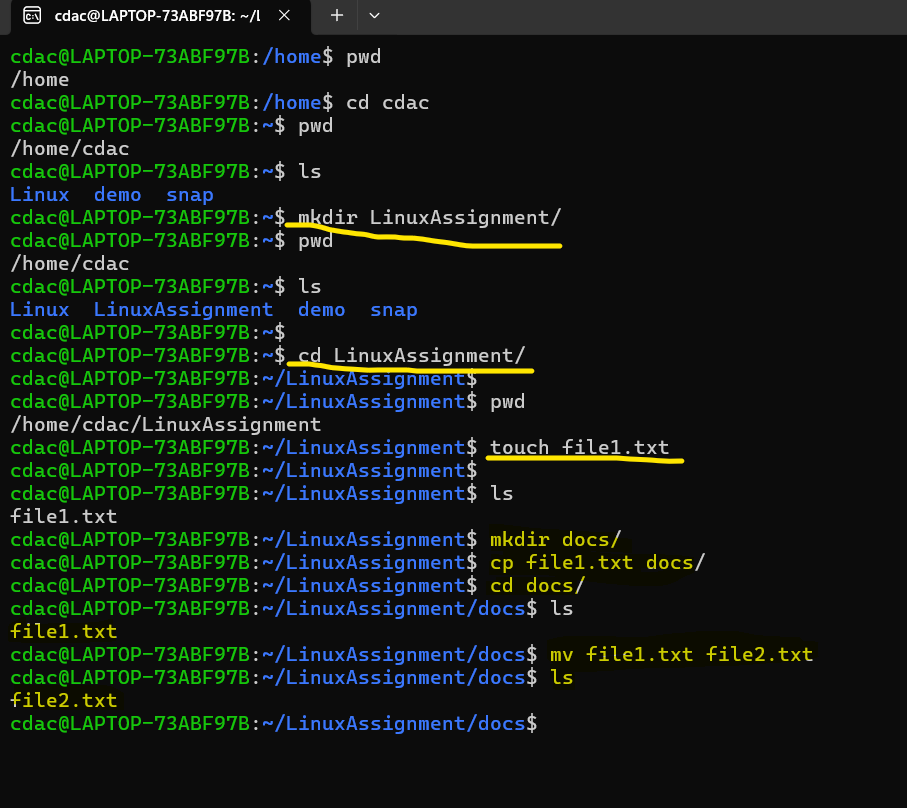 cdac@LAPTOP-73ABF97B: ~/L
cdac@LAPTOP-73ABF97B:/home$ pwd
/home
cdac@LAPTOP-73ABF97B:/home$ cd cdac
cdac@LAPTOP-73ABF97B:~$ pwd
/home/cdac
cdac@LAPTOP-73ABF97B:~$ ls
Linux  demo  snap
cdac@LAPTOP-73ABF97B:~$ mkdir LinuxAssignment/
cdac@LAPTOP-73ABF97B:~$ pwd
/home/cdac
cdac@LAPTOP-73ABF97B:~$ ls
Linux  LinuxAssignment  demo  snap
cdac@LAPTOP-73ABF97B:~$
cdac@LAPTOP-73ABF97B:~$ cd LinuxAssignment/
cdac@LAPTOP-73ABF97B:~/LinuxAssignment$
cdac@LAPTOP-73ABF97B:~/LinuxAssignment$ pwd
/home/cdac/LinuxAssignment
cdac@LAPTOP-73ABF97B:~/LinuxAssignment$ touch file1.txt
cdac@LAPTOP-73ABF97B:~/LinuxAssignment$
cdac@LAPTOP-73ABF97B:~/LinuxAssignment$ ls
file1.txt
cdac@LAPTOP-73ABF97B:~/LinuxAssignment$ mkdir docs/
cdac@LAPTOP-73ABF97B:~/LinuxAssignment$ cp file1.txt docs/
cdac@LAPTOP-73ABF97B:~/LinuxAssignment$ cd docs/
cdac@LAPTOP-73ABF97B:~/LinuxAssignment/docs$ ls
file1.txt
cdac@LAPTOP-73ABF97B:~/LinuxAssignment/docs$ mv file1.txt file2.txt
cdac@LAPTOP-73ABF97B:~/LinuxAssignment/docs$ ls
file2.txt
cdac@LAPTOP-73ABF97B:~/LinuxAssignment/docs$